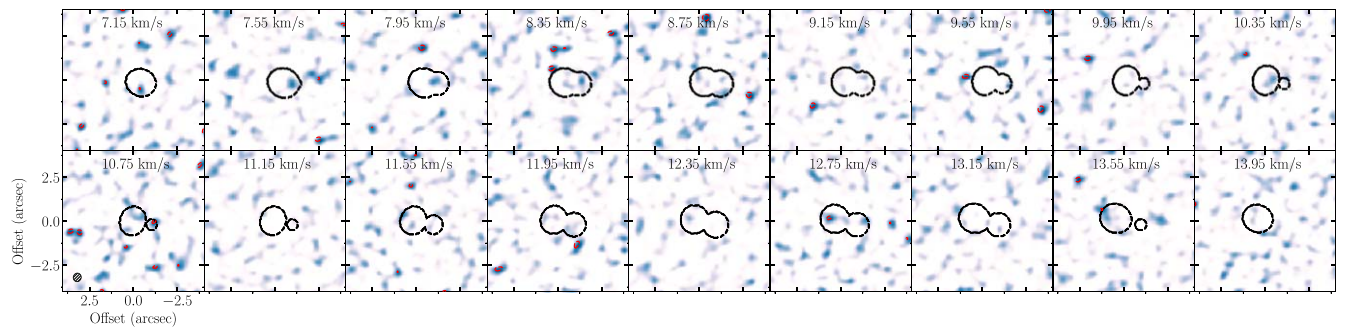 7.15 km/s 7.55 km/s 7.95 km/s 8.35 km/s 8.75 km/s 9.15 km/s 9.55 km/s 9.95 km/s 10.35 km/s
10.75 km/s 11.15 km/s 11.55 km/s 11.95 km/s 12.35 km/s 12.75 km/s 13.15 km/s 13.55 km/s 13.95 km/s
Offset (arcsec)
2.5
0.0
−2.5
2.5 0.0 −2.5
Offset (arcsec)